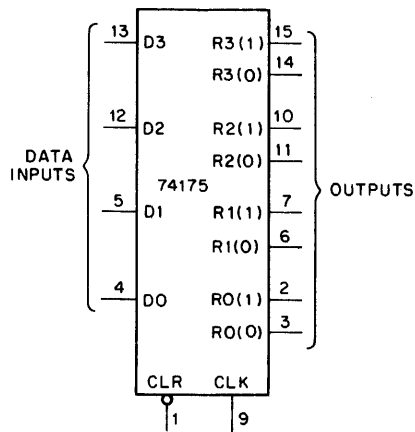 13 D3 R3(1) 15
R3(0) 14
12 D2 R2(1) 10
R2(0) 11
DATA
INPUTS
74175
OUTPUTS
5 D1 R1(1) 7
R1(0) 6
4 D0 R0(1) 2
R0(0) 3
CLR CLK
1 9